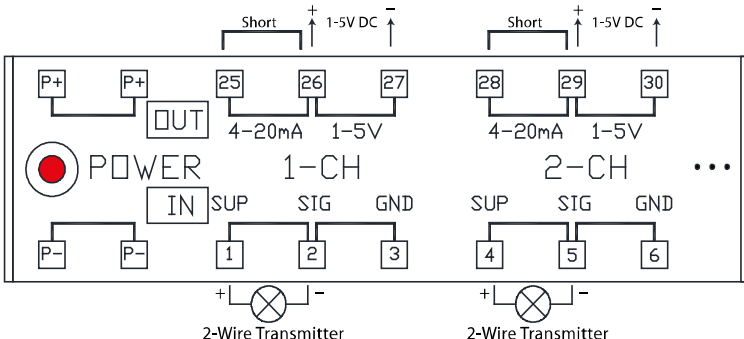 Short + 1-5V DC − Short + 1-5V DC −
P+ P+ 25 26 27 28 29 30
OUT 4-20mA 1-5V 4-20mA 1-5V
POWER 1-CH 2-CH ...
IN SUP SIG GND SUP SIG GND
P- P- 1 2 3 4 5 6
+ − + −
2-Wire Transmitter 2-Wire Transmitter